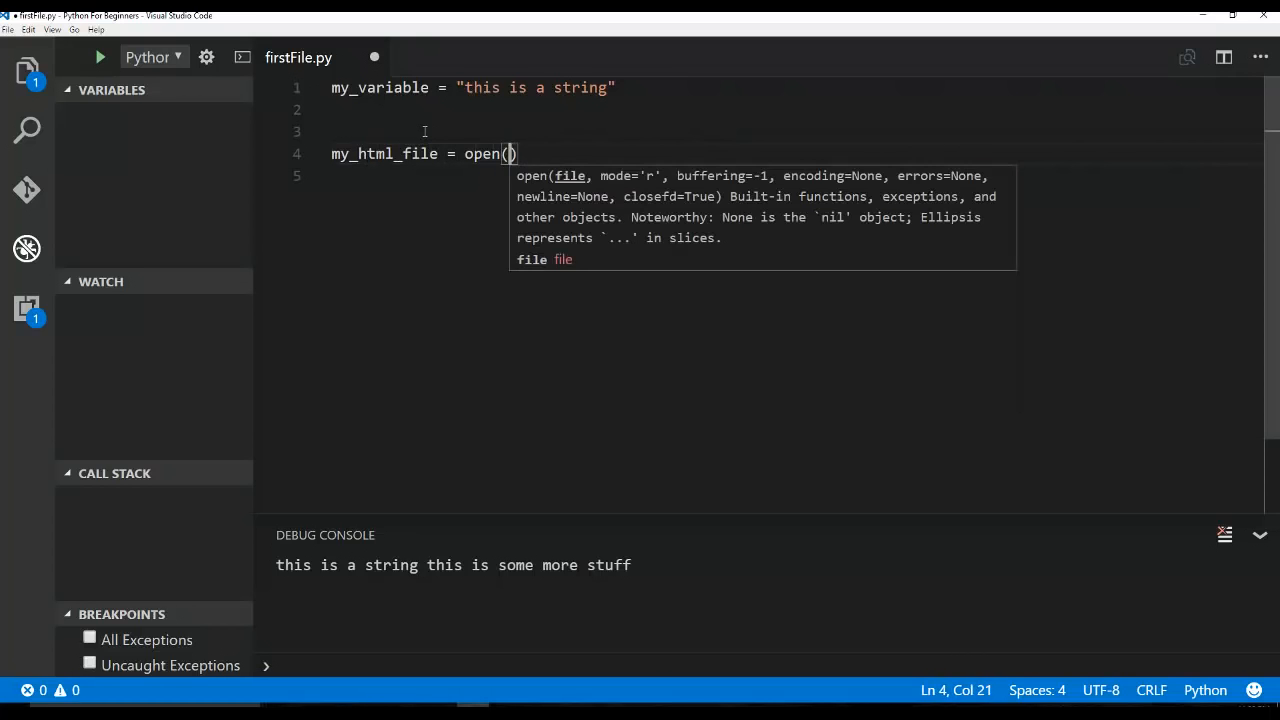 ● firstFile.py - Python For Beginners - Visual Studio Code
File Edit View Go Help
Python
firstFile.py
1
VARIABLES
1 my_variable = "this is a string"
2
3
4 my_html_file = open()
5
open(file, mode='r', buffering=-1, encoding=None, errors=None,
newline=None, closefd=True) Built-in functions, exceptions, and
other objects. Noteworthy: None is the `nil' object; Ellipsis
represents `...' in slices.
file file
WATCH
1
CALL STACK
DEBUG CONSOLE
this is a string this is some more stuff
BREAKPOINTS
All Exceptions
Uncaught Exceptions
0 0
Ln 4, Col 21 Spaces: 4 UTF-8 CRLF Python